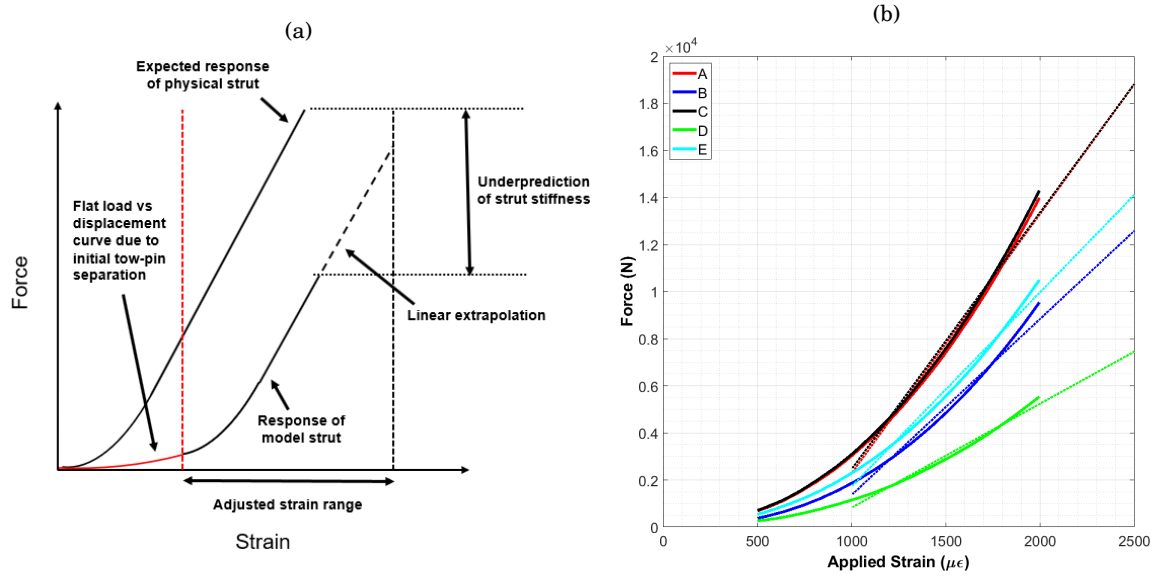 (a)
Expected response
of physical strut
Flat load vs
displacement
curve due to
initial tow-pin
separation
Underprediction
of strut stiffness
Linear extrapolation
Response of
model strut
Adjusted strain range
Force
Strain
(b)
×10⁴
2
1.8
1.6
1.4
1.2
1
0.8
0.6
0.4
0.2
0
A
B
C
D
E
Force (N)
0
500
1000
1500
2000
2500
Applied Strain (με)